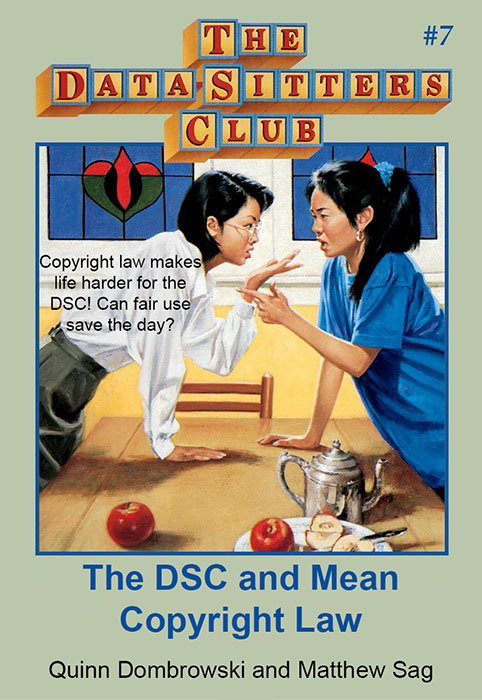 #7
THE
DATA SITTERS
CLUB
Copyright law makes
life harder for the
DSC! Can fair use
save the day?
The DSC and Mean
Copyright Law
Quinn Dombrowski and Matthew Sag